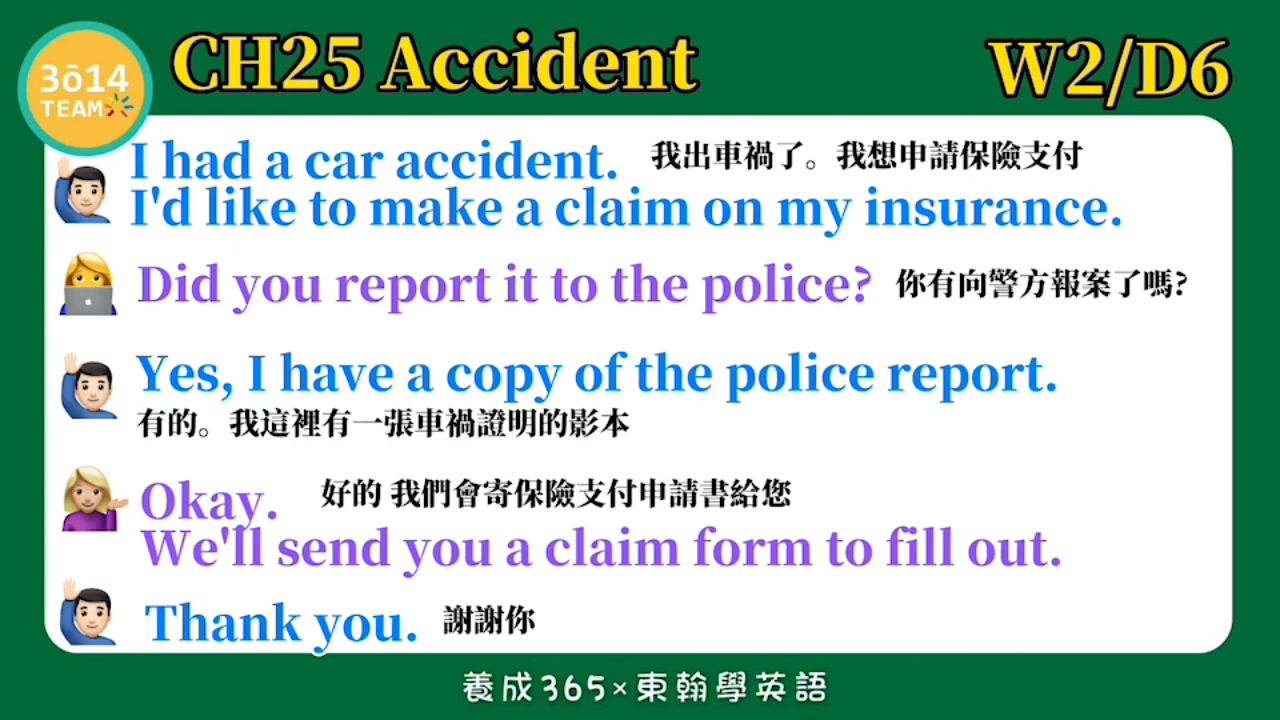 3ō14
TEAM
CH25 Accident
W2/D6
I had a car accident. 我出車禍了。我想申請保險支付
I'd like to make a claim on my insurance.
Did you report it to the police? 你有向警方報案了嗎?
Yes, I have a copy of the police report.
有的。我這裡有一張車禍證明的影本
Okay. 好的 我們會寄保險支付申請書給您
We'll send you a claim form to fill out.
Thank you. 謝謝你
養成365×東翰學英語